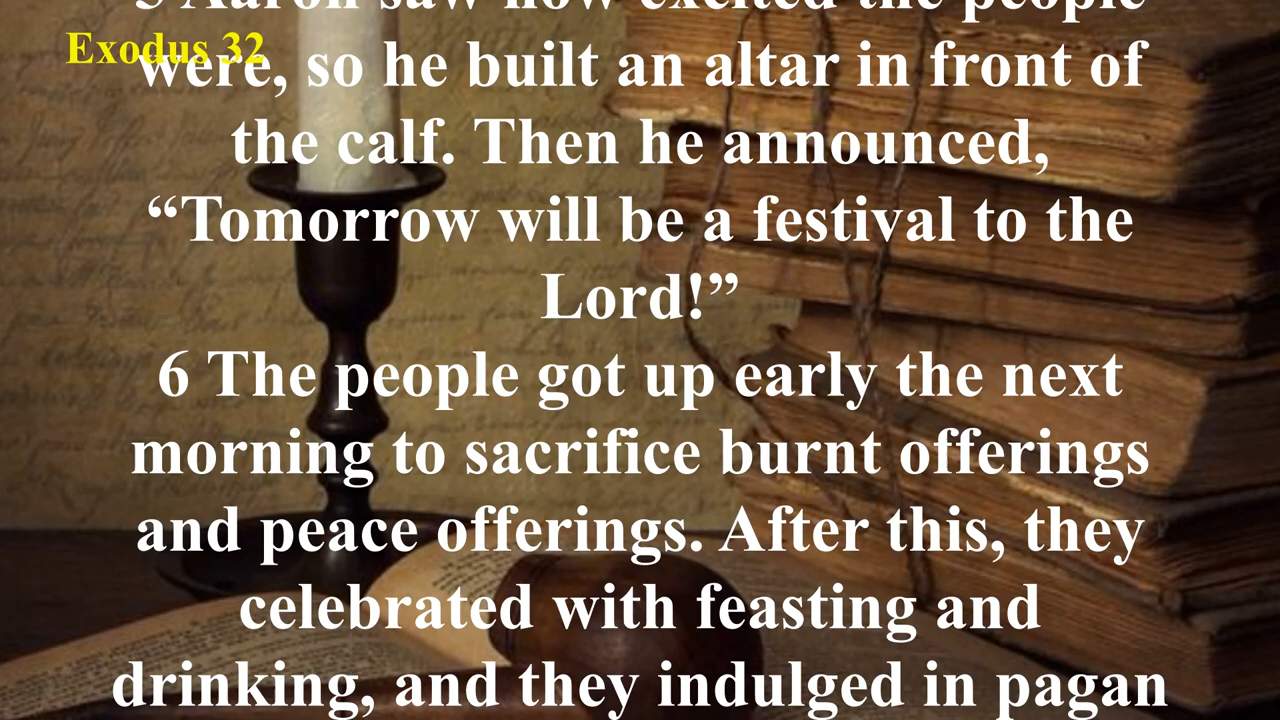 5 Aaron saw how excited the people
Exodus 32
were, so he built an altar in front of
the calf. Then he announced,
“Tomorrow will be a festival to the
Lord!”
6 The people got up early the next
morning to sacrifice burnt offerings
and peace offerings. After this, they
celebrated with feasting and
drinking, and they indulged in pagan